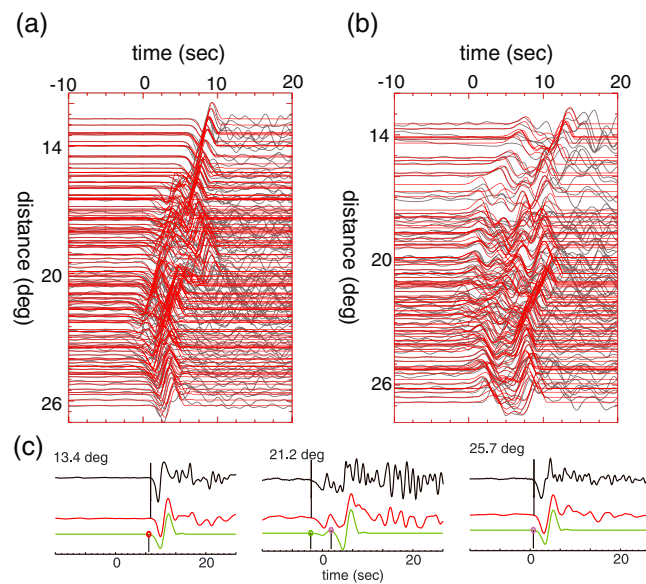 (a)
(b)
time (sec)
time (sec)
-10 0 10 20
-10 0 10 20
14
20
26
distance (deg)
14
20
26
distance (deg)
(c)
13.4 deg
21.2 deg
25.7 deg
0 20
0 20
0 20
time (sec)